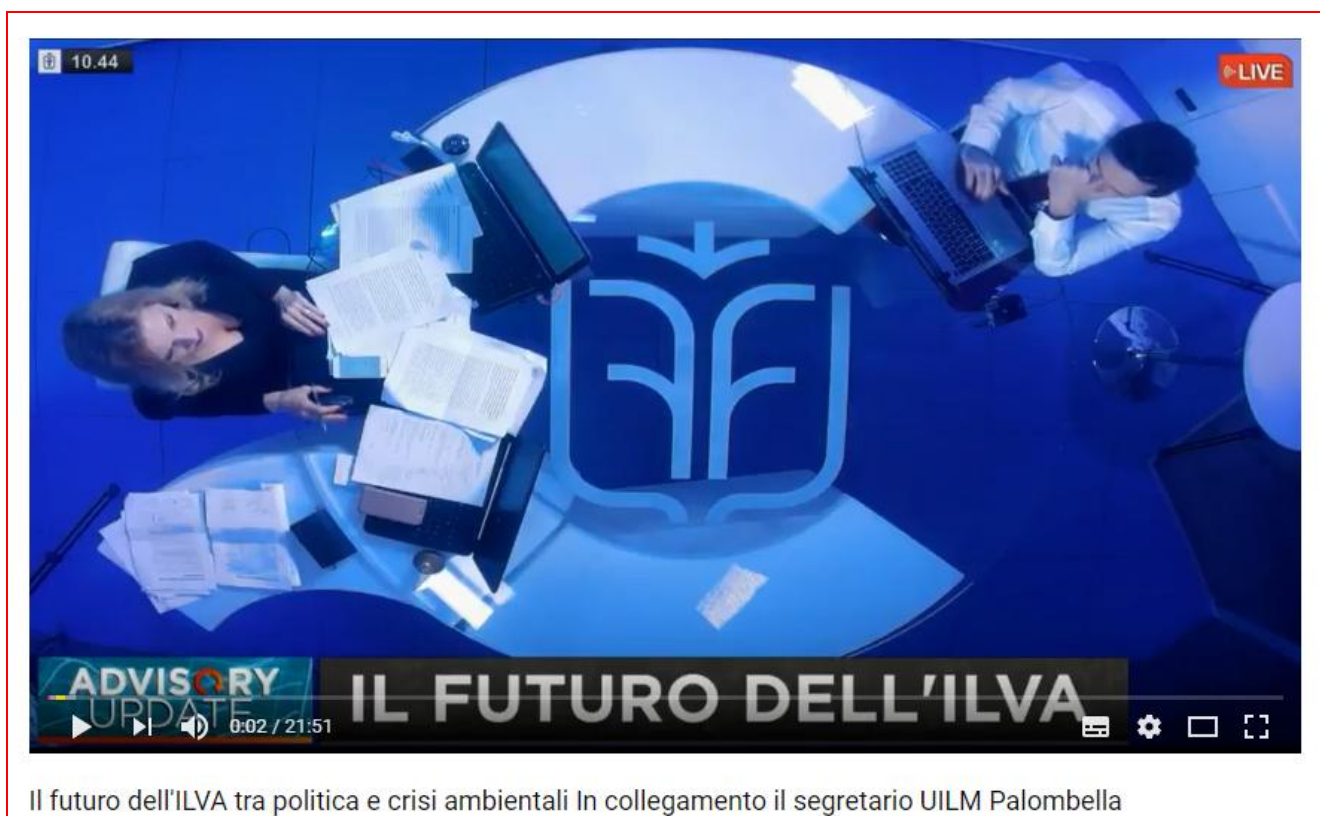 10.44
LIVE
ADVISORY
UPDATE
IL FUTURO DELL'ILVA
0:02 / 21:51
Il futuro dell'ILVA tra politica e crisi ambientali In collegamento il segretario UILM Palombella